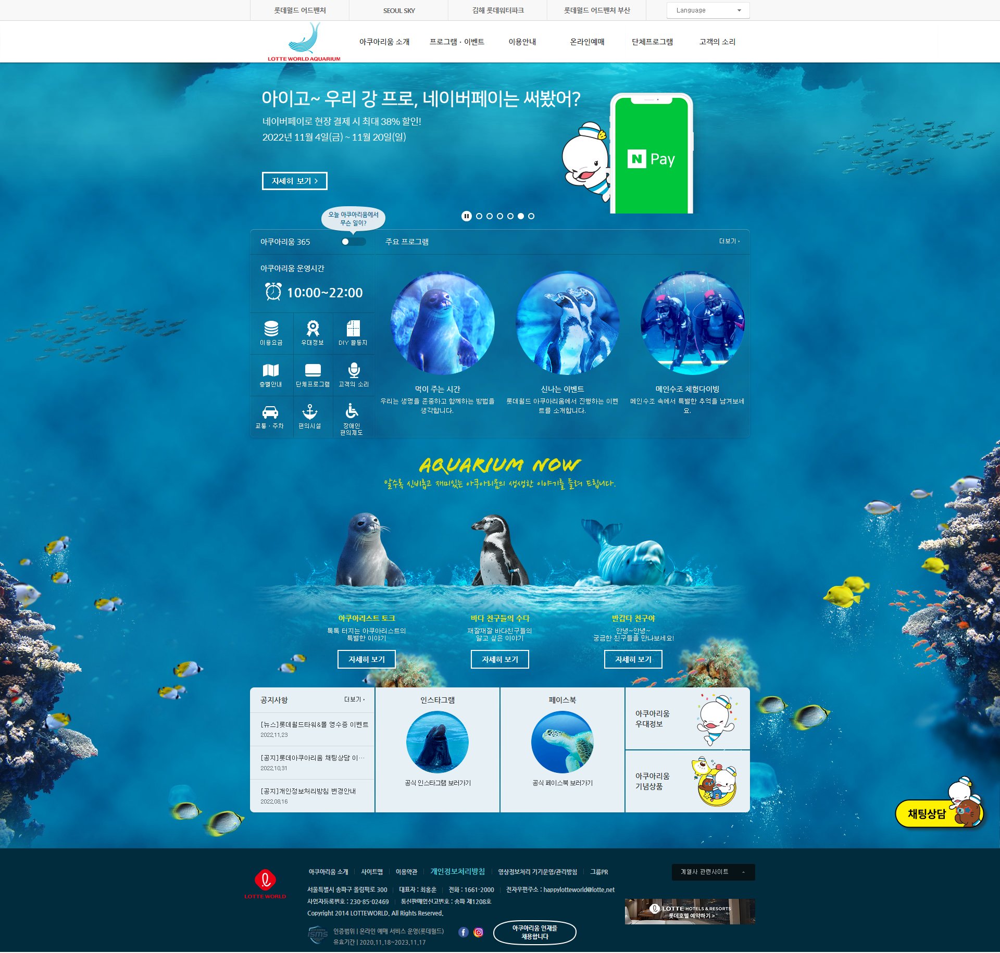 롯데월드 어드벤처
SEOUL SKY
김해 롯데워터파크
롯데월드 어드벤처 부산
Language
LOTTE WORLD AQUARIUM
아쿠아리움 소개
프로그램 · 이벤트
이용안내
온라인예매
단체프로그램
고객의 소리
아이고~ 우리 강 프로, 네이버페이는 써봤어?
네이버페이로 현장 결제 시 최대 38% 할인!
2022년 11월 4일(금) ~ 11월 20일(일)
N Pay
자세히 보기 >
오늘 아쿠아리움에서
무슨 일이?
아쿠아리움 365
주요 프로그램
더보기
아쿠아리움 운영시간
10:00~22:00
이용요금
우대정보
DIY 활동지
층별안내
단체프로그램
고객의 소리
교통 · 주차
편의시설
장애인
편의제도
먹이 주는 시간
우리는 생명을 존중하고 함께하는 방법을
생각합니다.
신나는 이벤트
롯데월드 아쿠아리움에서 진행하는 이벤
트를 소개합니다.
메인수조 체험다이빙
메인수조 속에서 특별한 추억을 남겨보세
요.
AQUARIUM NOW
알수록 신비롭고 재미있는 아쿠아리움의 생생한 이야기를 들려 드립니다.
아쿠아리스트 토크
톡톡 터지는 아쿠아리스트의
특별한 이야기
자세히 보기
바다 친구들의 수다
재잘재잘 바다친구들의
알고 싶은 이야기
자세히 보기
반갑다 친구야
안녕~안녕~
궁금한 친구들을 만나보세요!
자세히 보기
공지사항
더보기
[뉴스]롯데월드타워&몰 영수증 이벤트
2022.11.23
[공지]롯데아쿠아리움 채팅상담 이…
2022.10.31
[공지]개인정보처리방침 변경안내
2022.08.16
인스타그램
공식 인스타그램 보러가기
페이스북
공식 페이스북 보러가기
아쿠아리움
우대정보
아쿠아리움
기념상품
채팅상담
LOTTE WORLD
아쿠아리움 소개
사이트맵
이용약관
개인정보처리방침
영상정보처리 기기운영/관리방침
그룹PR
계열사 관련사이트
서울특별시 송파구 올림픽로 300
대표자 : 최홍훈
전화 : 1661-2000
전자우편주소 : happylotteworld@lotte.net
사업자등록번호 : 230-85-02469
통신판매업신고번호 : 송파 제1208호
Copyright 2014 LOTTEWORLD. All Rights Reserved.
LOTTE HOTELS & RESORTS
롯데호텔 예약하기 >
isms
인증범위 | 온라인 예매 서비스 운영(롯데월드)
유효기간 | 2020.11.18~2023.11.17
아쿠아리움 인재를
채용합니다